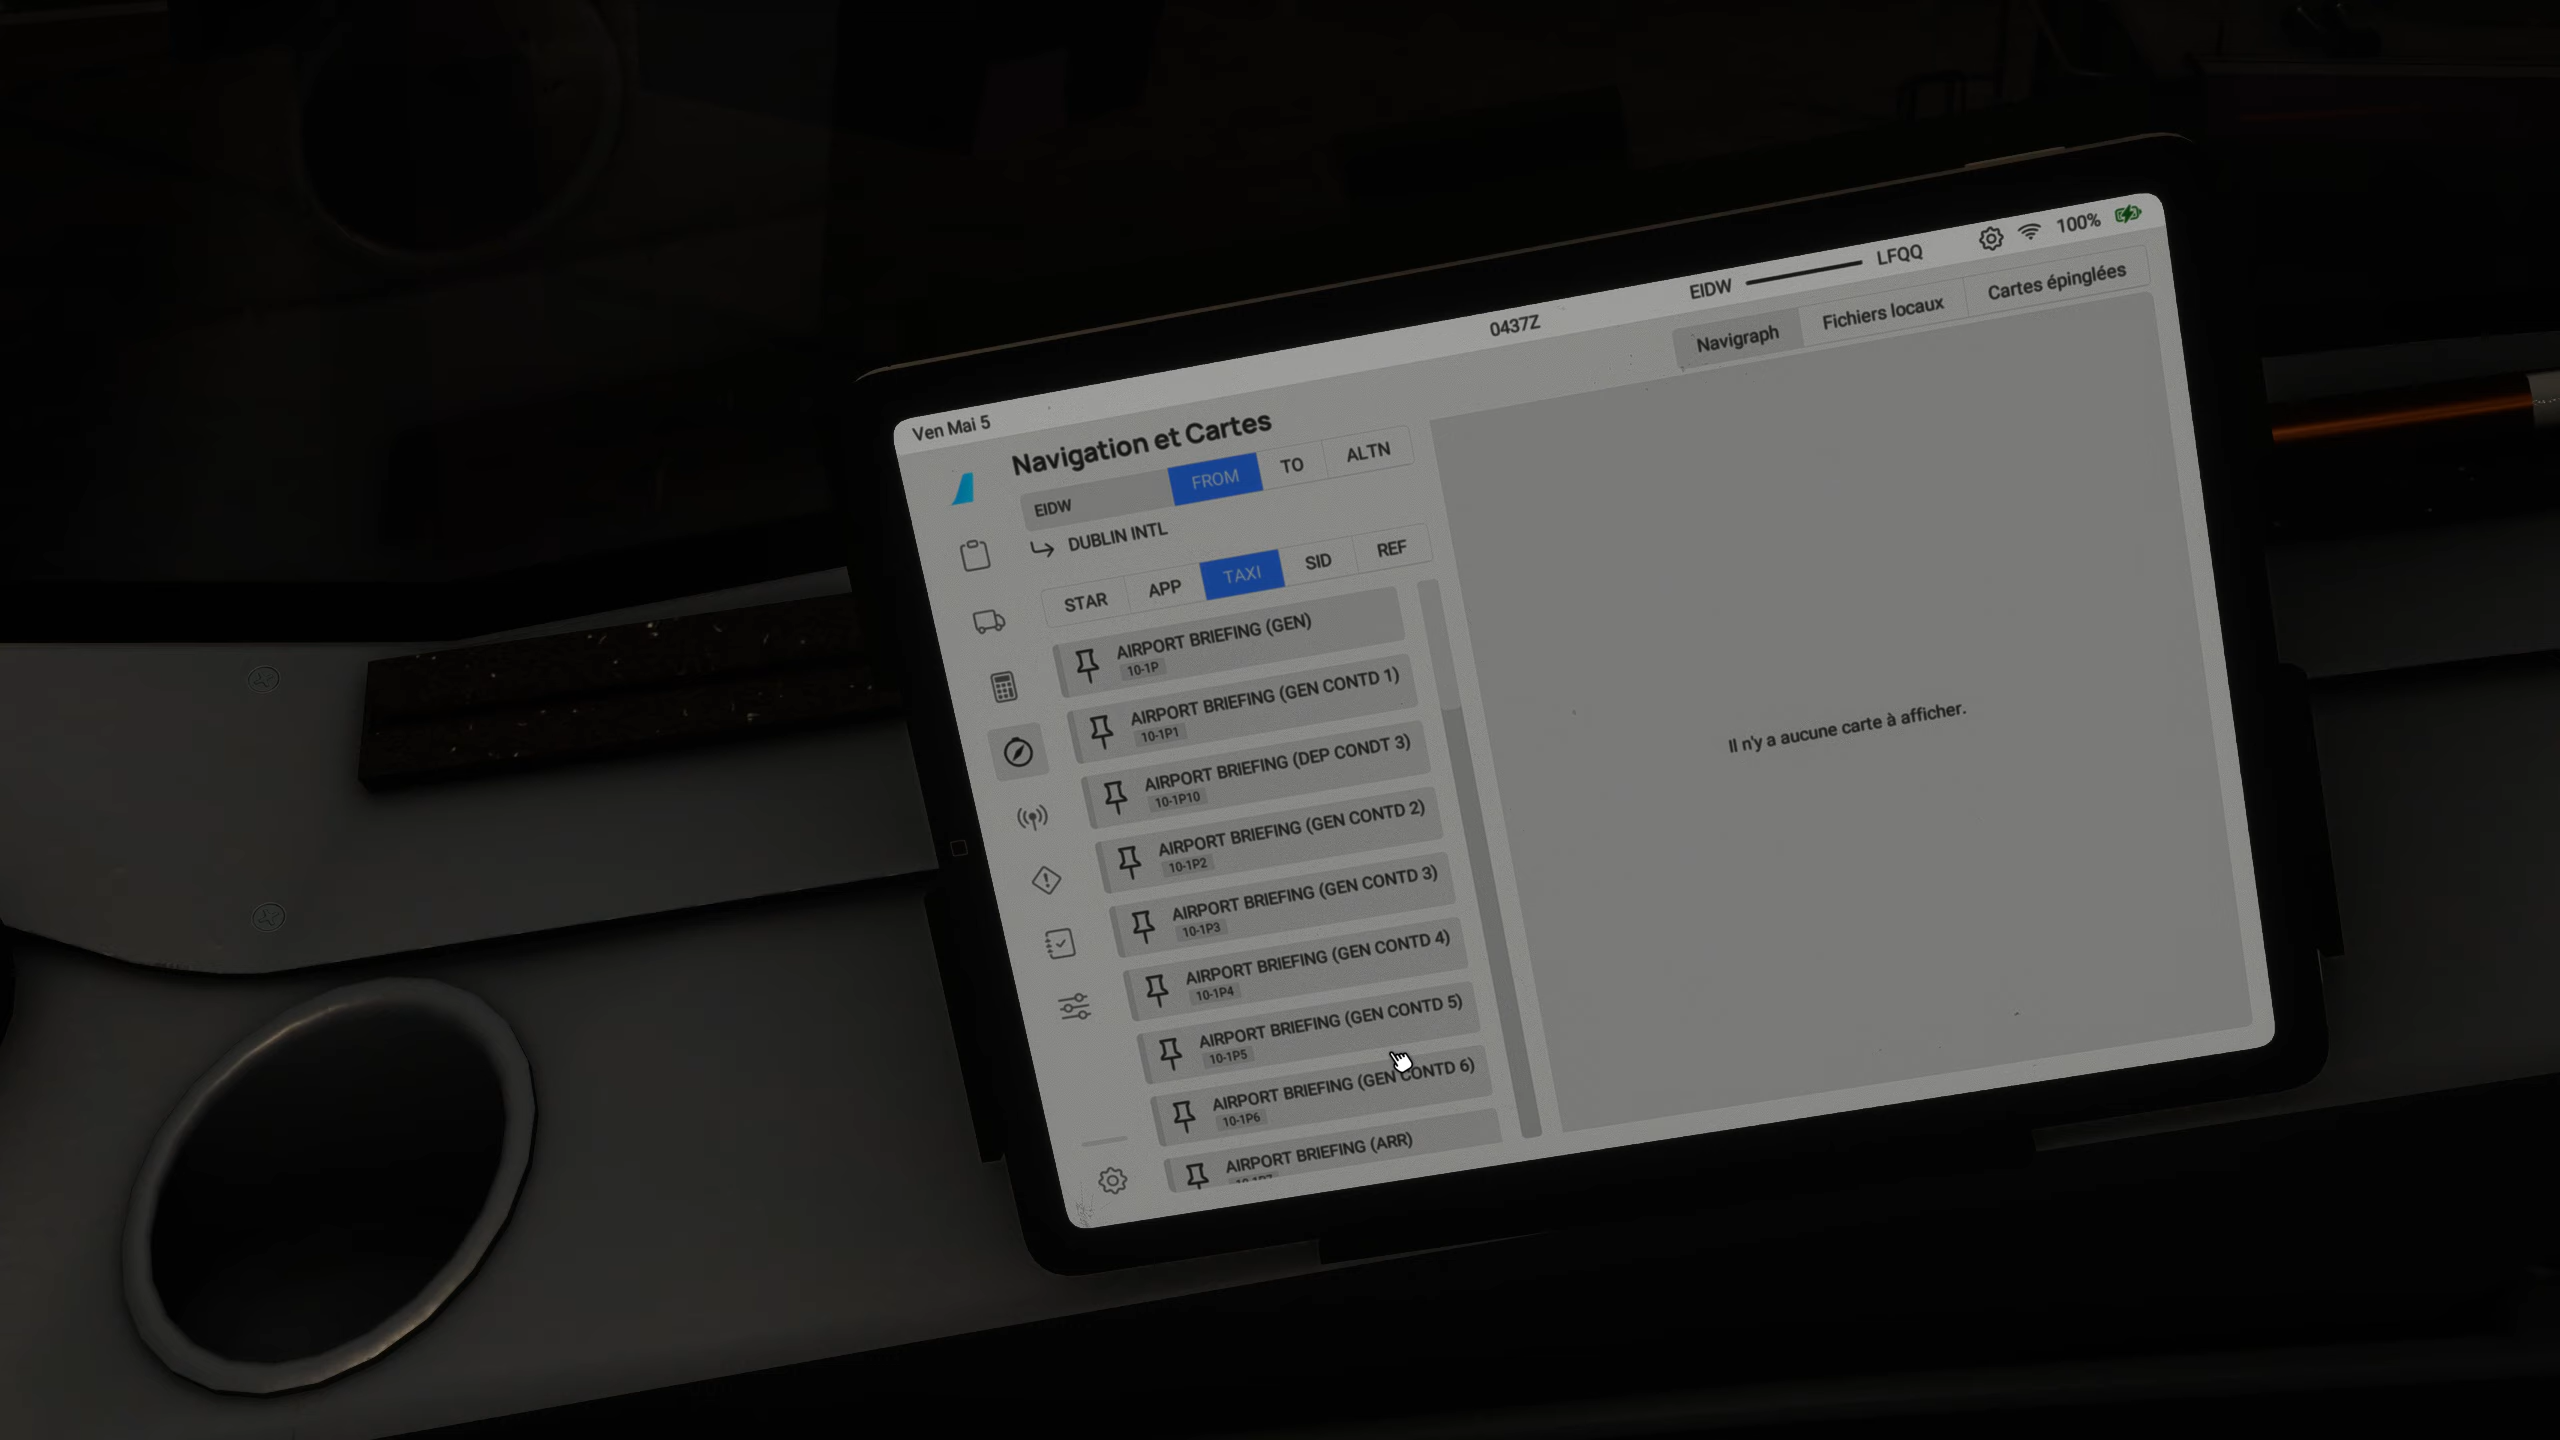 Ven Mai 5
0437Z
EIDW
LFQQ
100%
Navigation et Cartes
Navigraph
Fichiers locaux
Cartes épinglées
EIDW
FROM
TO
ALTN
DUBLIN INTL
STAR
APP
TAXI
SID
REF
AIRPORT BRIEFING (GEN)
10-1P
AIRPORT BRIEFING (GEN CONTD 1)
10-1P1
AIRPORT BRIEFING (DEP CONDT 3)
10-1P10
AIRPORT BRIEFING (GEN CONTD 2)
10-1P2
AIRPORT BRIEFING (GEN CONTD 3)
10-1P3
AIRPORT BRIEFING (GEN CONTD 4)
10-1P4
AIRPORT BRIEFING (GEN CONTD 5)
10-1P5
AIRPORT BRIEFING (GEN CONTD 6)
10-1P6
AIRPORT BRIEFING (ARR)
Il n'y a aucune carte à afficher.